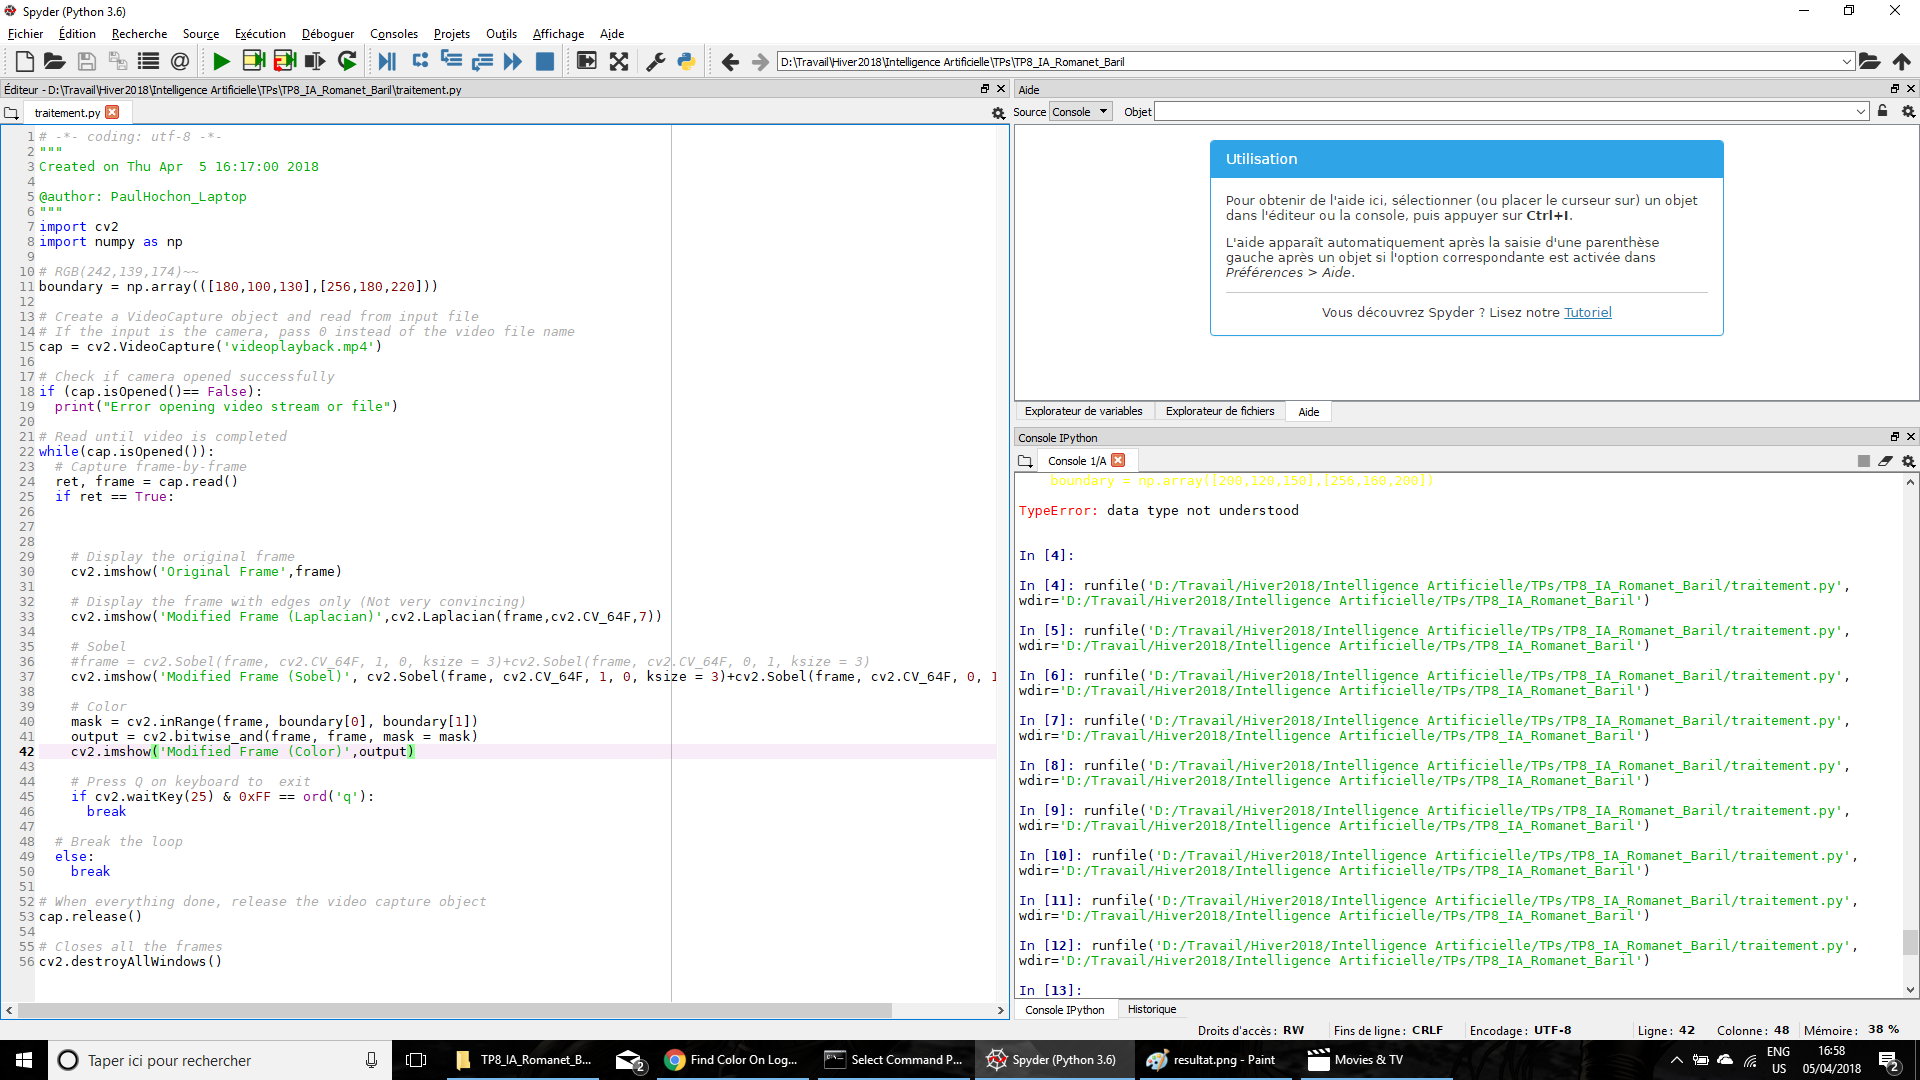 Spyder (Python 3.6)
Fichier Édition Recherche Source Exécution Déboguer Consoles Projets Outils Affichage Aide
D:\Travail\Hiver2018\Intelligence Artificielle\TPs\TP8_IA_Romanet_Baril
Éditeur - D:\Travail\Hiver2018\Intelligence Artificielle\TPs\TP8_IA_Romanet_Baril\traitement.py
traitement.py
1 # -*- coding: utf-8 -*-
2 """
3 Created on Thu Apr  5 16:17:00 2018
4
5 @author: PaulHochon_Laptop
6 """
7 import cv2
8 import numpy as np
9
10 # RGB(242,139,174)~~
11 boundary = np.array(([180,100,130],[256,180,220]))
12
13 # Create a VideoCapture object and read from input file
14 # If the input is the camera, pass 0 instead of the video file name
15 cap = cv2.VideoCapture('videoplayback.mp4')
16
17 # Check if camera opened successfully
18 if (cap.isOpened()== False):
19   print("Error opening video stream or file")
20
21 # Read until video is completed
22 while(cap.isOpened()):
23   # Capture frame-by-frame
24   ret, frame = cap.read()
25   if ret == True:
26
27
28
29     # Display the original frame
30     cv2.imshow('Original Frame',frame)
31
32     # Display the frame with edges only (Not very convincing)
33     cv2.imshow('Modified Frame (Laplacian)',cv2.Laplacian(frame,cv2.CV_64F,7))
34
35     # Sobel
36     #frame = cv2.Sobel(frame, cv2.CV_64F, 1, 0, ksize = 3)+cv2.Sobel(frame, cv2.CV_64F, 0, 1, ksize = 3)
37     cv2.imshow('Modified Frame (Sobel)', cv2.Sobel(frame, cv2.CV_64F, 1, 0, ksize = 3)+cv2.Sobel(frame, cv2.CV_64F, 0, 1
38
39     # Color
40     mask = cv2.inRange(frame, boundary[0], boundary[1])
41     output = cv2.bitwise_and(frame, frame, mask = mask)
42     cv2.imshow('Modified Frame (Color)',output)
43
44     # Press Q on keyboard to  exit
45     if cv2.waitKey(25) & 0xFF == ord('q'):
46       break
47
48   # Break the loop
49   else:
50     break
51
52 # When everything done, release the video capture object
53 cap.release()
54
55 # Closes all the frames
56 cv2.destroyAllWindows()
Aide
Source Console Objet
Utilisation
Pour obtenir de l'aide ici, sélectionner (ou placer le curseur sur) un objet
dans l'éditeur ou la console, puis appuyer sur Ctrl+I.
L'aide apparaît automatiquement après la saisie d'une parenthèse
gauche après un objet si l'option correspondante est activée dans
Préférences > Aide.
Vous découvrez Spyder ? Lisez notre Tutoriel
Explorateur de variables Explorateur de fichiers Aide
Console IPython
Console 1/A
boundary = np.array([200,120,150],[256,160,200])
TypeError: data type not understood
In [4]:
In [4]: runfile('D:/Travail/Hiver2018/Intelligence Artificielle/TPs/TP8_IA_Romanet_Baril/traitement.py',
wdir='D:/Travail/Hiver2018/Intelligence Artificielle/TPs/TP8_IA_Romanet_Baril')
In [5]: runfile('D:/Travail/Hiver2018/Intelligence Artificielle/TPs/TP8_IA_Romanet_Baril/traitement.py',
wdir='D:/Travail/Hiver2018/Intelligence Artificielle/TPs/TP8_IA_Romanet_Baril')
In [6]: runfile('D:/Travail/Hiver2018/Intelligence Artificielle/TPs/TP8_IA_Romanet_Baril/traitement.py',
wdir='D:/Travail/Hiver2018/Intelligence Artificielle/TPs/TP8_IA_Romanet_Baril')
In [7]: runfile('D:/Travail/Hiver2018/Intelligence Artificielle/TPs/TP8_IA_Romanet_Baril/traitement.py',
wdir='D:/Travail/Hiver2018/Intelligence Artificielle/TPs/TP8_IA_Romanet_Baril')
In [8]: runfile('D:/Travail/Hiver2018/Intelligence Artificielle/TPs/TP8_IA_Romanet_Baril/traitement.py',
wdir='D:/Travail/Hiver2018/Intelligence Artificielle/TPs/TP8_IA_Romanet_Baril')
In [9]: runfile('D:/Travail/Hiver2018/Intelligence Artificielle/TPs/TP8_IA_Romanet_Baril/traitement.py',
wdir='D:/Travail/Hiver2018/Intelligence Artificielle/TPs/TP8_IA_Romanet_Baril')
In [10]: runfile('D:/Travail/Hiver2018/Intelligence Artificielle/TPs/TP8_IA_Romanet_Baril/traitement.py',
wdir='D:/Travail/Hiver2018/Intelligence Artificielle/TPs/TP8_IA_Romanet_Baril')
In [11]: runfile('D:/Travail/Hiver2018/Intelligence Artificielle/TPs/TP8_IA_Romanet_Baril/traitement.py',
wdir='D:/Travail/Hiver2018/Intelligence Artificielle/TPs/TP8_IA_Romanet_Baril')
In [12]: runfile('D:/Travail/Hiver2018/Intelligence Artificielle/TPs/TP8_IA_Romanet_Baril/traitement.py',
wdir='D:/Travail/Hiver2018/Intelligence Artificielle/TPs/TP8_IA_Romanet_Baril')
In [13]:
Console IPython Historique
Droits d'accès : RW Fins de ligne : CRLF Encodage : UTF-8 Ligne : 42 Colonne : 48 Mémoire : 38 %
Taper ici pour rechercher TP8_IA_Romanet_B... 2 Find Color On Log... Select Command P... Spyder (Python 3.6) resultat.png - Paint Movies & TV ENG 16:58
US 05/04/2018 2